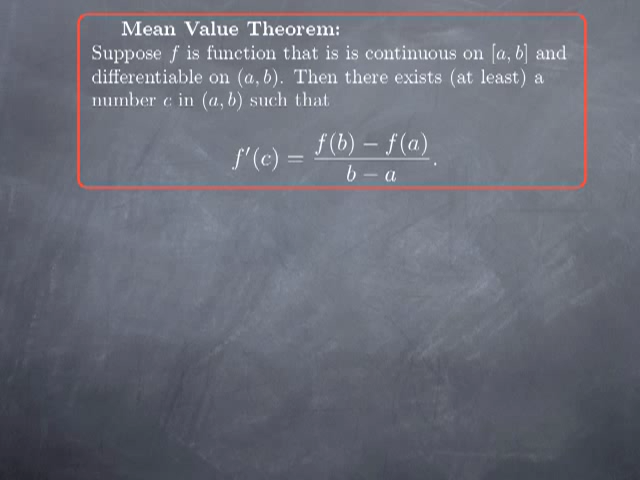 Mean Value Theorem:
Suppose f is function that is is continuous on [a, b] and
differentiable on (a, b). Then there exists (at least) a
number c in (a, b) such that
f′(c) = \frac{f(b) − f(a)}{b − a}.